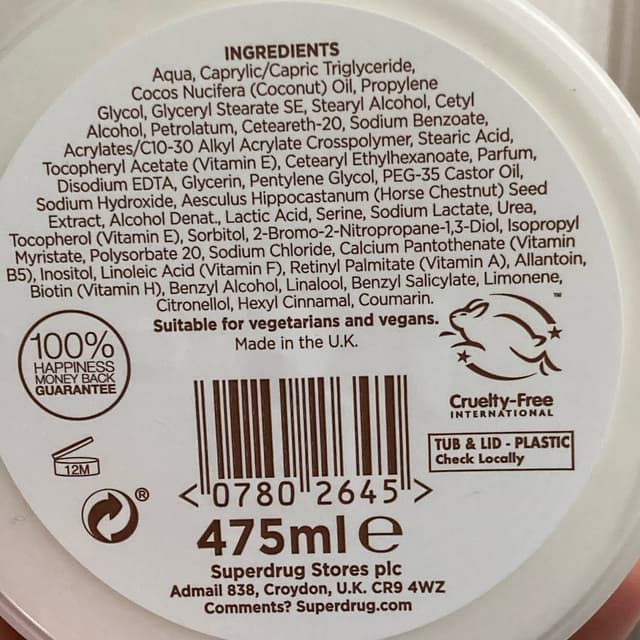 INGREDIENTS
Aqua, Caprylic/Capric Triglyceride,
Cocos Nucifera (Coconut) Oil, Propylene
Glycol, Glyceryl Stearate SE, Stearyl Alcohol, Cetyl
Alcohol, Petrolatum, Ceteareth-20, Sodium Benzoate,
Acrylates/C10-30 Alkyl Acrylate Crosspolymer, Stearic Acid,
Tocopheryl Acetate (Vitamin E), Cetearyl Ethylhexanoate, Parfum,
Disodium EDTA, Glycerin, Pentylene Glycol, PEG-35 Castor Oil,
Sodium Hydroxide, Aesculus Hippocastanum (Horse Chestnut) Seed
Extract, Alcohol Denat., Lactic Acid, Serine, Sodium Lactate, Urea,
Tocopherol (Vitamin E), Sorbitol, 2-Bromo-2-Nitropropane-1,3-Diol, Isopropyl
Myristate, Polysorbate 20, Sodium Chloride, Calcium Pantothenate (Vitamin
B5), Inositol, Linoleic Acid (Vitamin F), Retinyl Palmitate (Vitamin A), Allantoin,
Biotin (Vitamin H), Benzyl Alcohol, Linalool, Benzyl Salicylate, Limonene,
Citronellol, Hexyl Cinnamal, Coumarin.
Suitable for vegetarians and vegans.
Made in the U.K.
100%
HAPPINESS
MONEY BACK
GUARANTEE
™
Cruelty-Free
INTERNATIONAL
TUB & LID - PLASTIC
Check Locally
12M
®
<0780 2645>
475ml e
Superdrug Stores plc
Admail 838, Croydon, U.K. CR9 4WZ
Comments? Superdrug.com